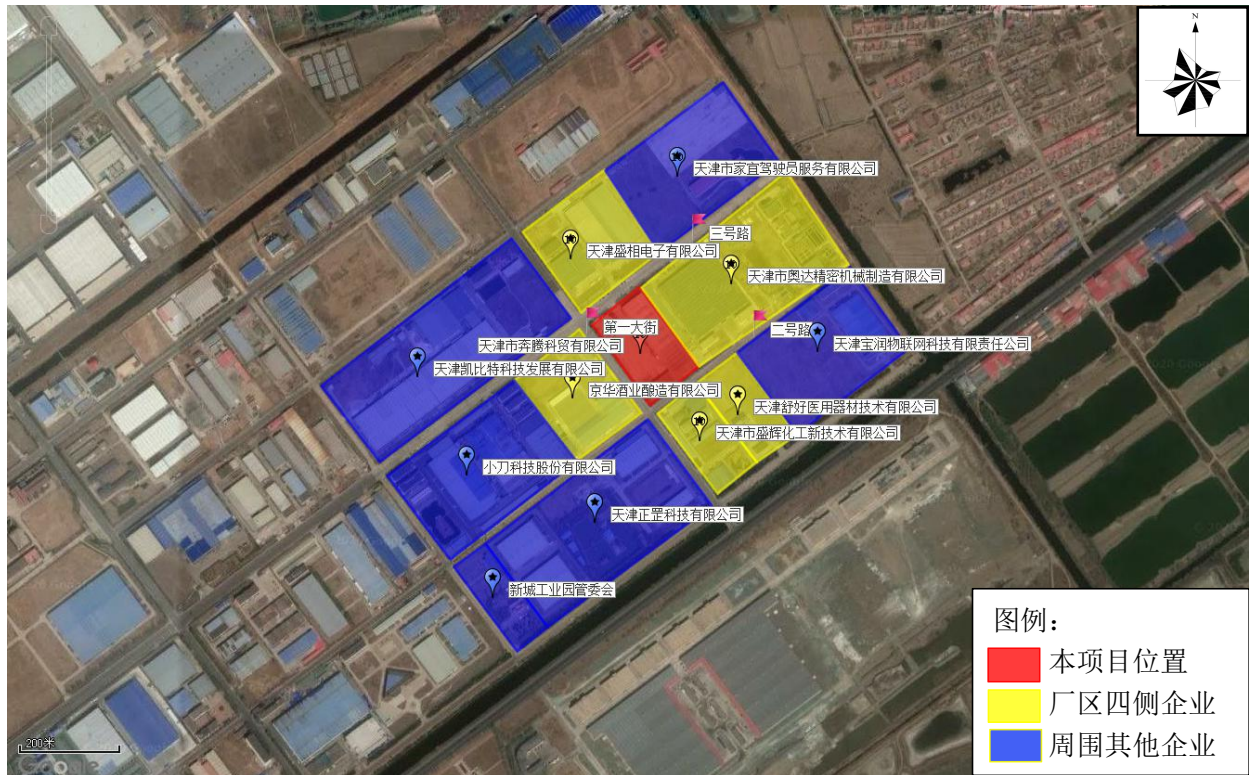 N
天津市家宜驾驶员服务有限公司
三号路
天津盛相电子有限公司
天津市奥达精密机械制造有限公司
第一大街
二号路
天津市奔腾科贸有限公司
天津宝润物联网科技有限责任公司
天津凯比特科技发展有限公司
京华酒业酿造有限公司
天津舒好医用器材技术有限公司
天津市盛辉化工新技术有限公司
小刀科技股份有限公司
天津正罡科技有限公司
新城工业园管委会
图例：
本项目位置
厂区四侧企业
周围其他企业
200米
Google